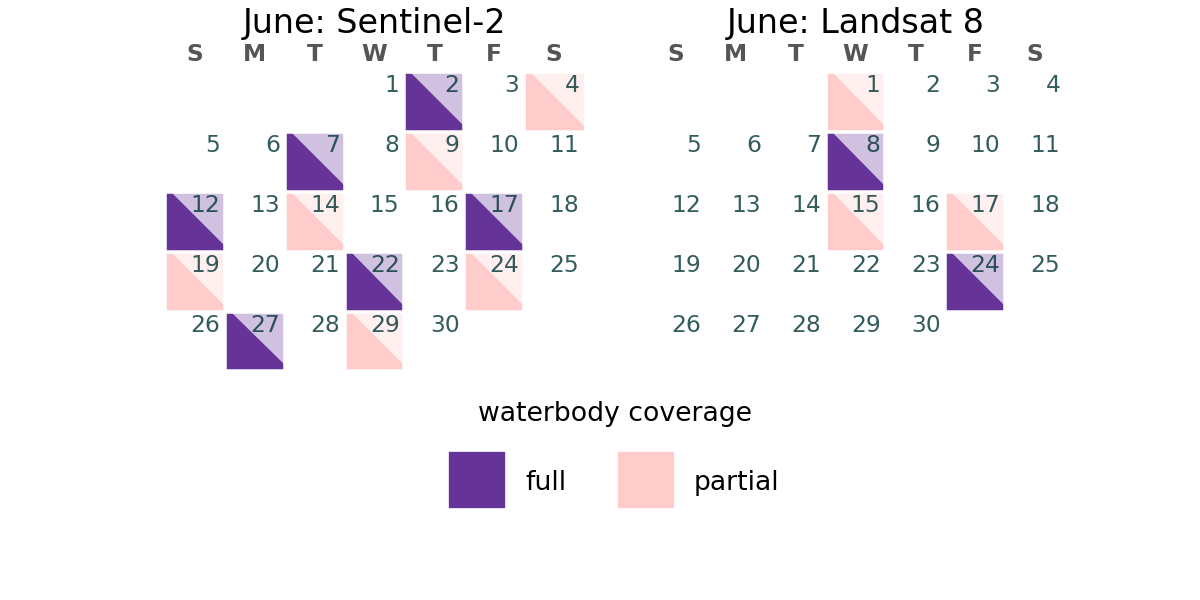 June: Sentinel-2
S M T W T F S
1 2 3 4
5 6 7 8 9 10 11
12 13 14 15 16 17 18
19 20 21 22 23 24 25
26 27 28 29 30
June: Landsat 8
S M T W T F S
1 2 3 4
5 6 7 8 9 10 11
12 13 14 15 16 17 18
19 20 21 22 23 24 25
26 27 28 29 30
waterbody coverage
full
partial